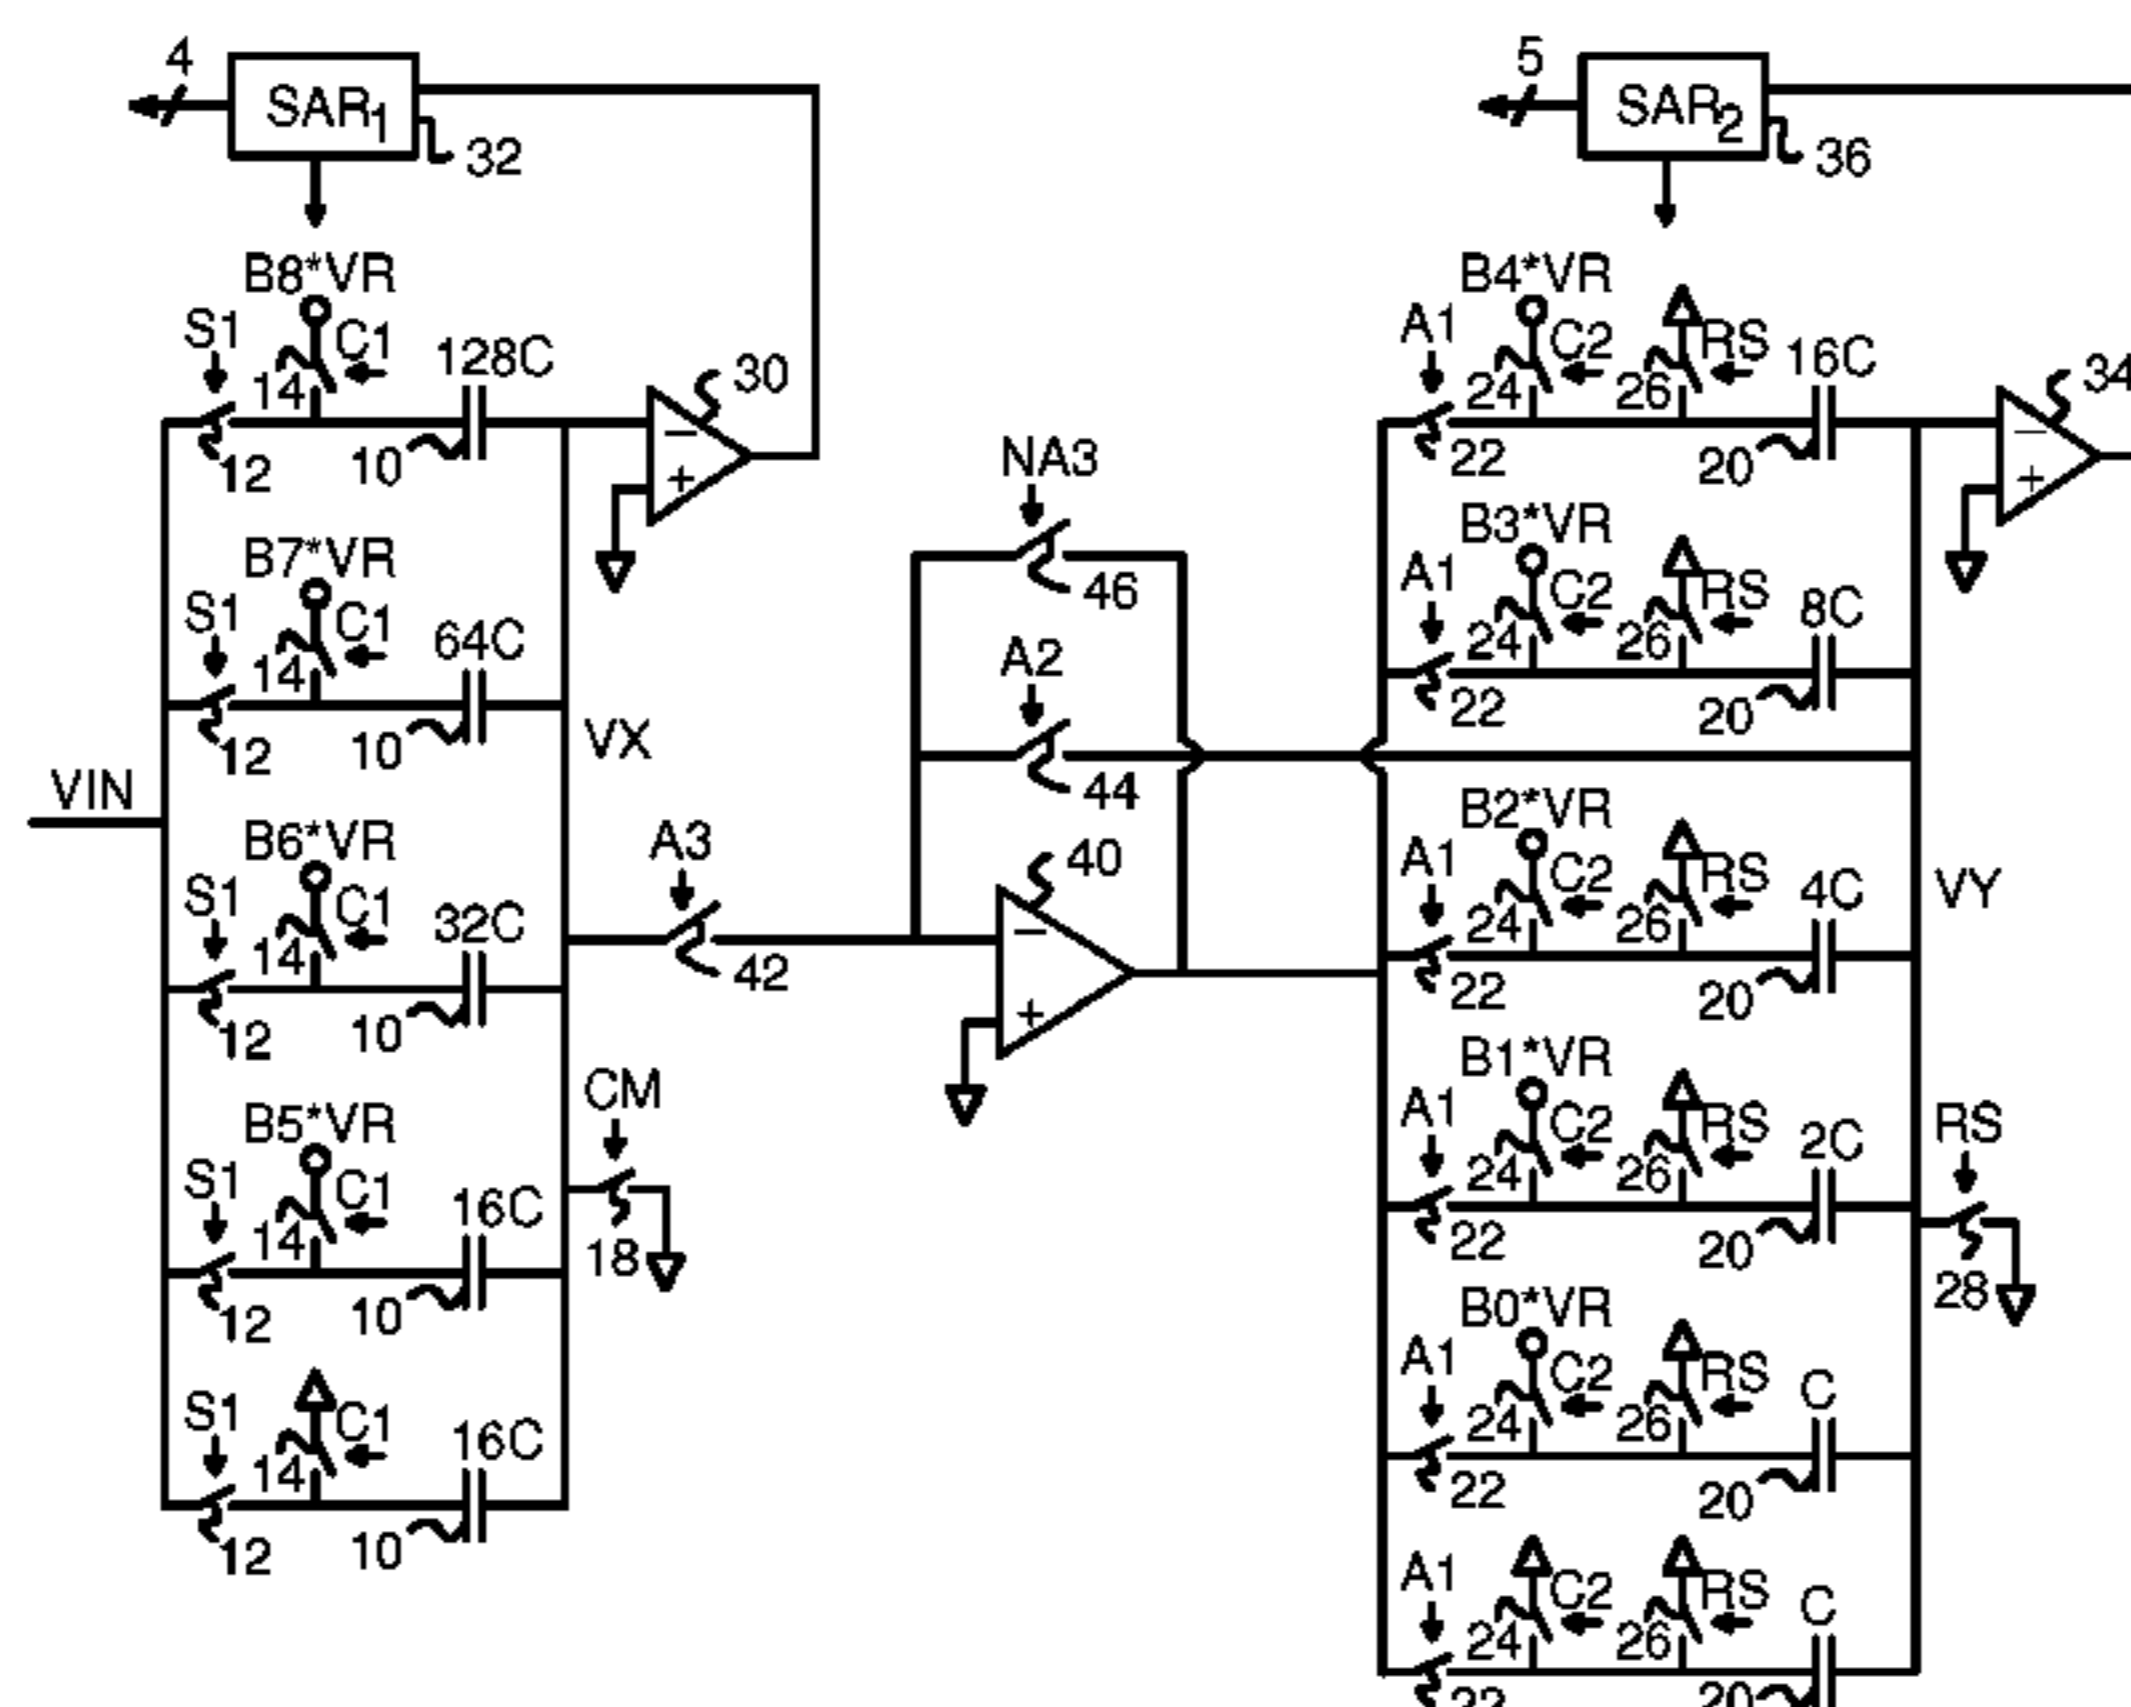 4
SAR1
32
5
SAR2
36
B8*VR
S1
C1
14
128C
12
10
30
−
+
B7*VR
S1
C1
14
64C
12
10
VX
VIN
B6*VR
S1
C1
14
32C
12
10
B5*VR
S1
C1
14
16C
12
10
CM
18
S1
C1
14
16C
12
10
A3
42
NA3
46
A2
44
40
−
+
B4*VR
A1
C2
RS
24
26
16C
22
20
34
−
+
B3*VR
A1
C2
RS
24
26
8C
22
20
B2*VR
A1
C2
RS
24
26
4C
22
20
VY
B1*VR
A1
C2
RS
24
26
2C
22
20
RS
28
B0*VR
A1
C2
RS
24
26
C
22
20
A1
C2
RS
24
26
C
22
20